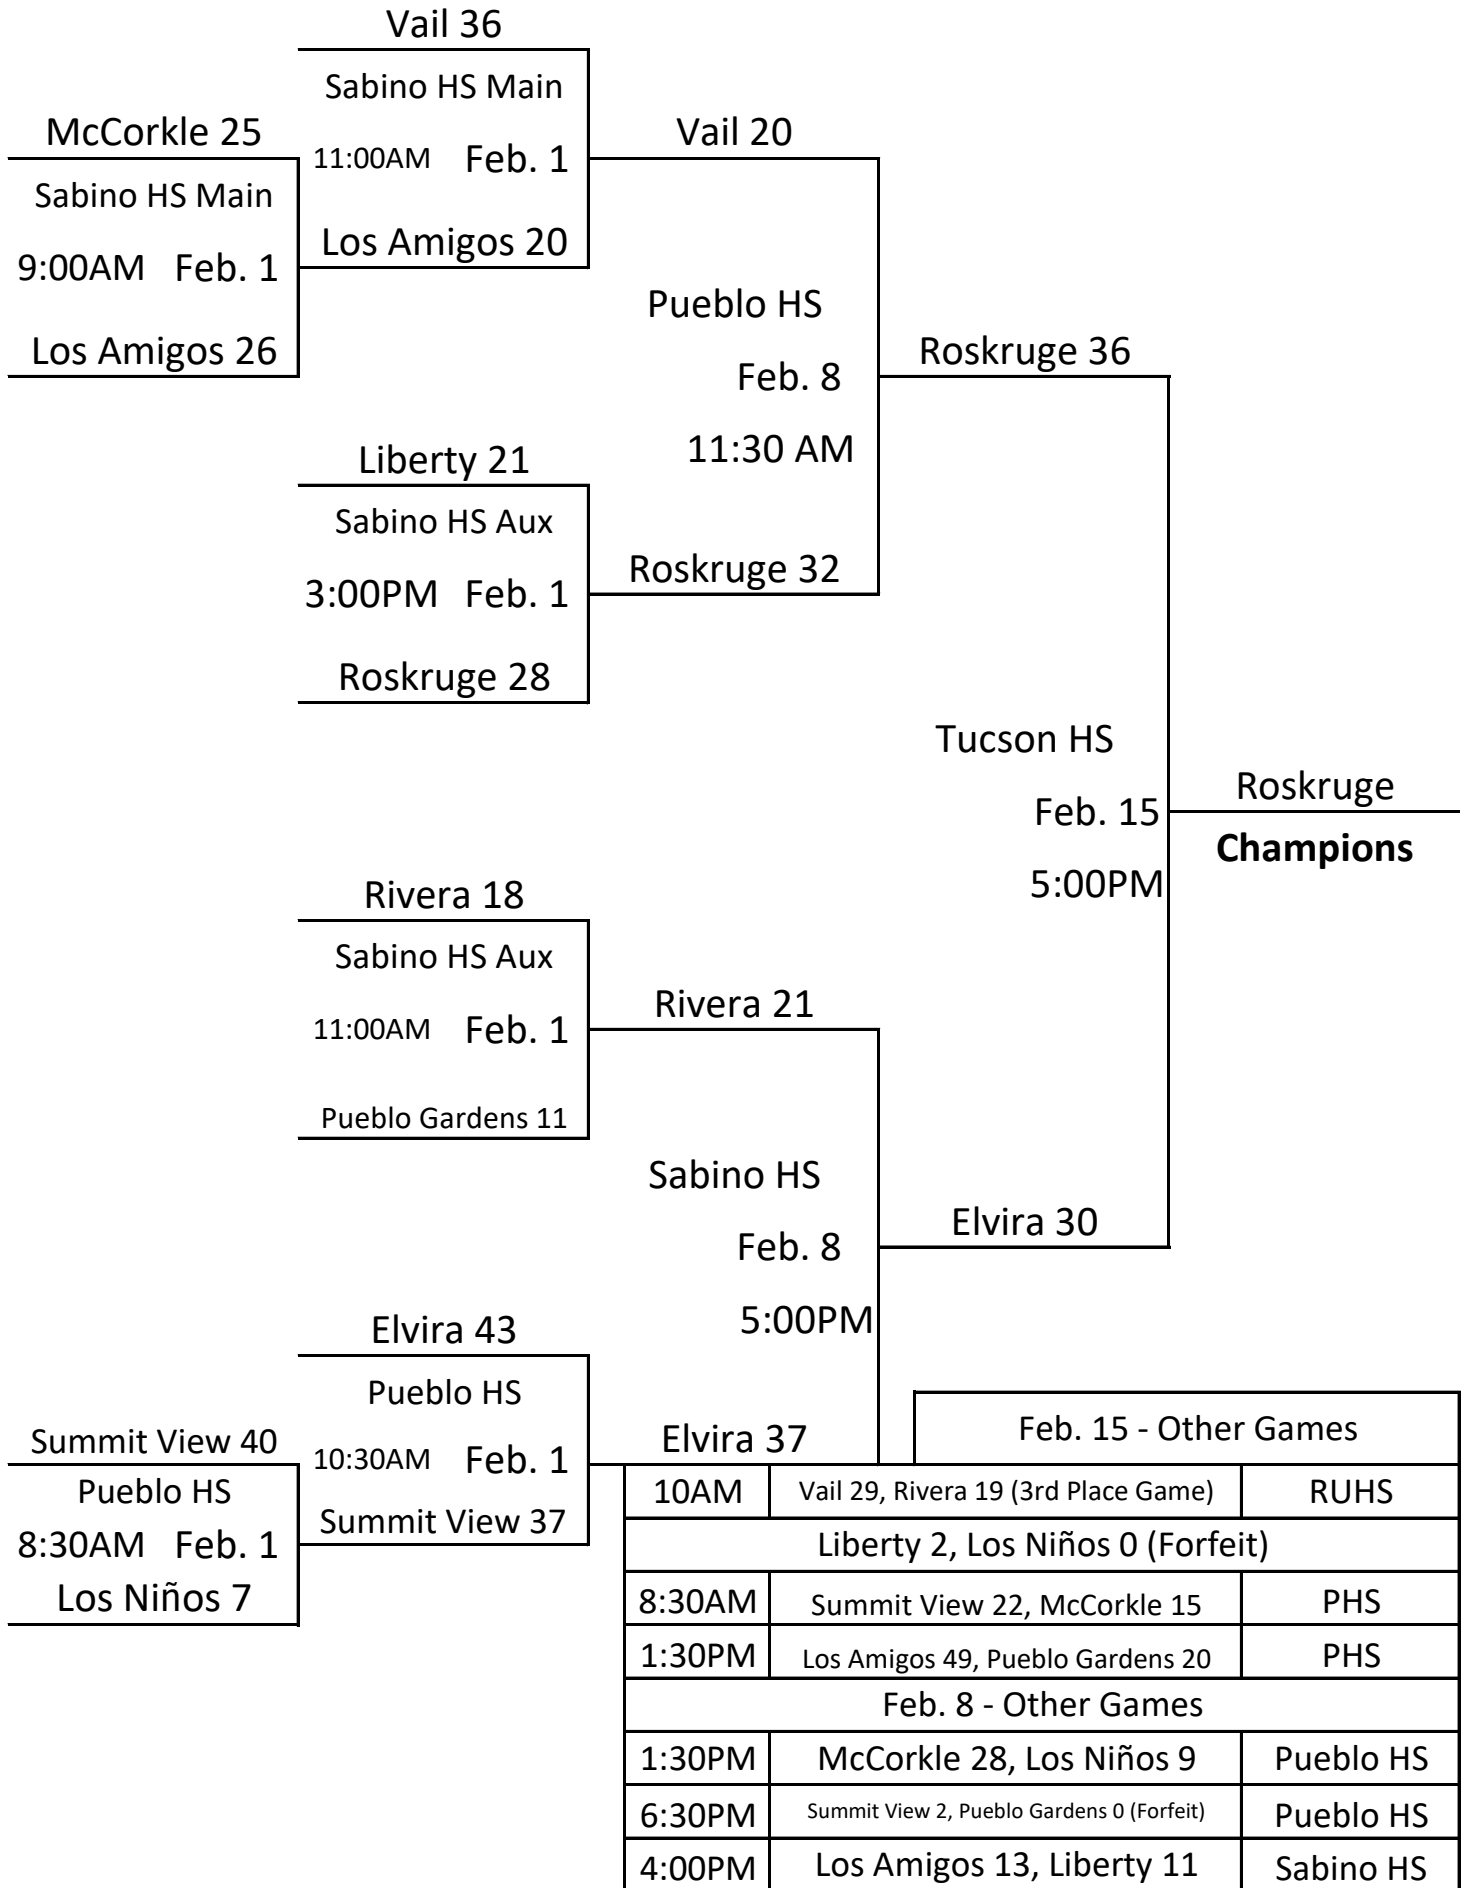 Vail 36
Sabino HS Main
11:00AM Feb. 1
Los Amigos 20
McCorkle 25
Sabino HS Main
9:00AM Feb. 1
Los Amigos 26
Vail 20
Pueblo HS
Feb. 8
11:30 AM
Roskruge 32
Liberty 21
Sabino HS Aux
3:00PM Feb. 1
Roskruge 28
Roskruge 36
Tucson HS
Feb. 15
5:00PM
Roskruge
Champions
Rivera 18
Sabino HS Aux
11:00AM Feb. 1
Pueblo Gardens 11
Rivera 21
Sabino HS
Feb. 8
5:00PM
Elvira 30
Elvira 43
Pueblo HS
10:30AM Feb. 1
Summit View 37
Elvira 37
Summit View 40
Pueblo HS
8:30AM Feb. 1
Los Niños 7
Feb. 15 - Other Games
10AM Vail 29, Rivera 19 (3rd Place Game) RUHS
Liberty 2, Los Niños 0 (Forfeit)
8:30AM Summit View 22, McCorkle 15 PHS
1:30PM Los Amigos 49, Pueblo Gardens 20 PHS
Feb. 8 - Other Games
1:30PM McCorkle 28, Los Niños 9 Pueblo HS
6:30PM Summit View 2, Pueblo Gardens 0 (Forfeit) Pueblo HS
4:00PM Los Amigos 13, Liberty 11 Sabino HS